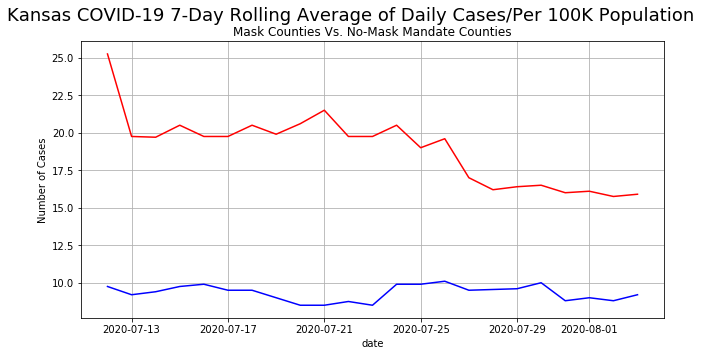 Kansas COVID-19 7-Day Rolling Average of Daily Cases/Per 100K Population
Mask Counties Vs. No-Mask Mandate Counties
25.0
22.5
20.0
17.5
15.0
12.5
10.0
Number of Cases
2020-07-13 2020-07-17 2020-07-21 2020-07-25 2020-07-29 2020-08-01
date